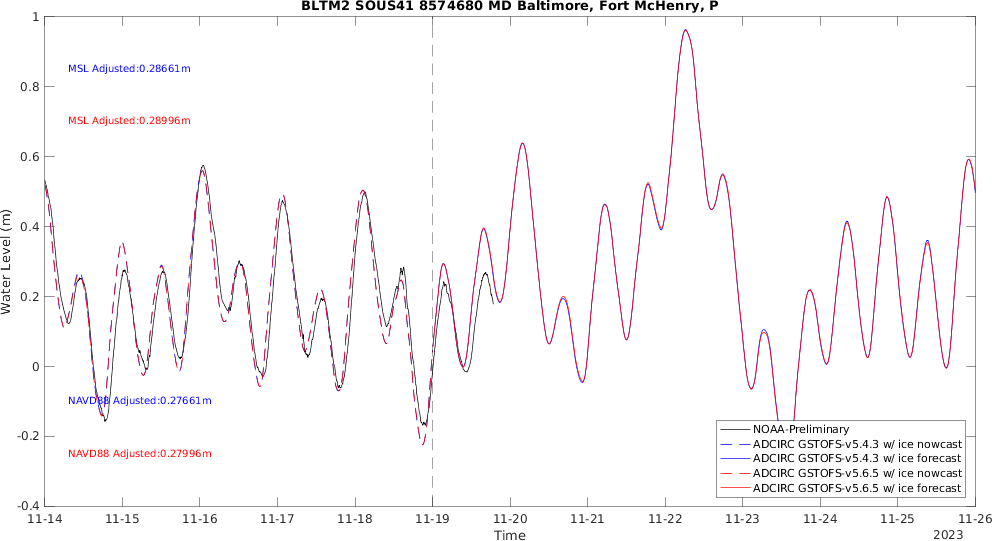 BLTM2 SOUS41 8574680 MD Baltimore, Fort McHenry, P
1
0.8
0.6
0.4
0.2
0
-0.2
-0.4
Water Level (m)
MSL Adjusted:0.28661m
MSL Adjusted:0.28996m
NAVD88 Adjusted:0.27661m
NAVD88 Adjusted:0.27996m
NOAA-Preliminary
ADCIRC GSTOFS-v5.4.3 w/ ice nowcast
ADCIRC GSTOFS-v5.4.3 w/ ice forecast
ADCIRC GSTOFS-v5.6.5 w/ ice nowcast
ADCIRC GSTOFS-v5.6.5 w/ ice forecast
11-14 11-15 11-16 11-17 11-18 11-19 11-20 11-21 11-22 11-23 11-24 11-25 11-26
Time
2023